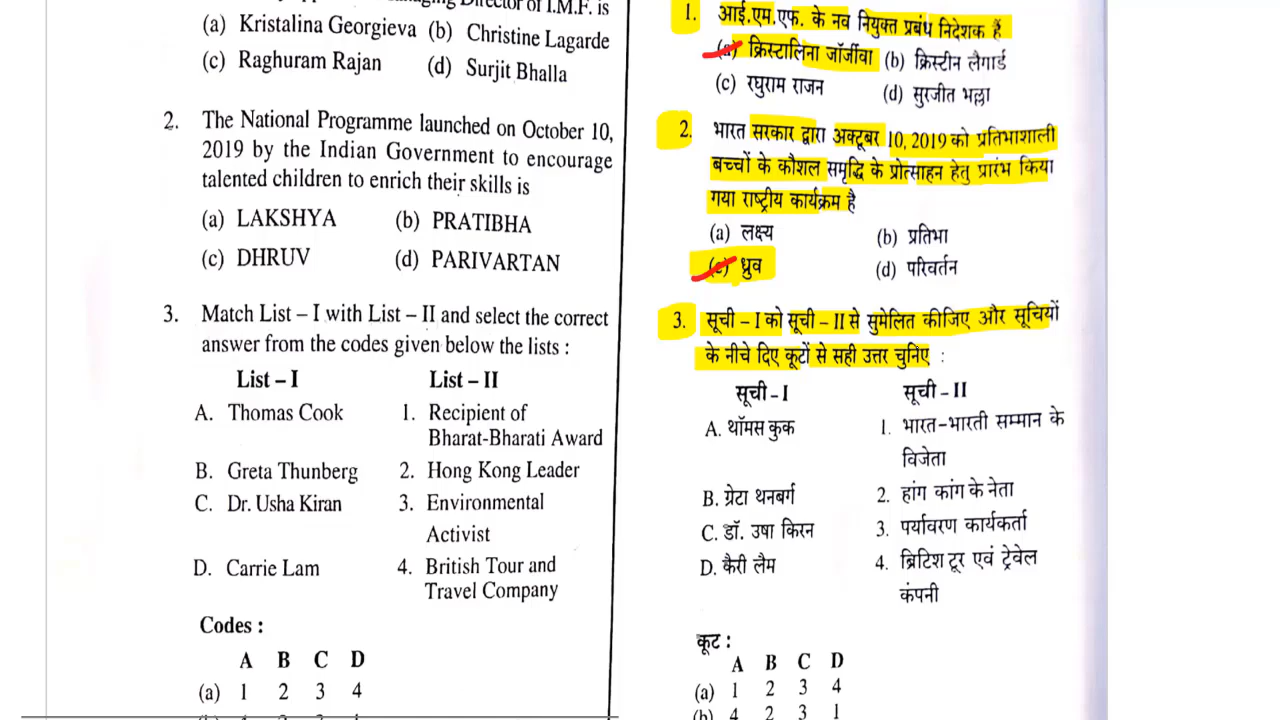 Director of I.M.F. is
(a) Kristalina Georgieva (b) Christine Lagarde
(c) Raghuram Rajan (d) Surjit Bhalla
2. The National Programme launched on October 10,
2019 by the Indian Government to encourage
talented children to enrich their skills is
(a) LAKSHYA (b) PRATIBHA
(c) DHRUV (d) PARIVARTAN
3. Match List – I with List – II and select the correct
answer from the codes given below the lists :
List – I List – II
A. Thomas Cook 1. Recipient of
Bharat-Bharati Award
B. Greta Thunberg 2. Hong Kong Leader
C. Dr. Usha Kiran 3. Environmental
Activist
D. Carrie Lam 4. British Tour and
Travel Company
Codes :
A B C D
(a) 1 2 3 4
1. आई.एम.एफ. के नव नियुक्त प्रबंध निदेशक हैं
(a) क्रिस्टालिना जॉर्जीवा (b) क्रिस्टीन लैगार्ड
(c) रघुराम राजन (d) सुरजीत भल्ला
2. भारत सरकार द्वारा अक्टूबर 10, 2019 को प्रतिभाशाली
बच्चों के कौशल समृद्धि के प्रोत्साहन हेतु प्रारंभ किया
गया राष्ट्रीय कार्यक्रम है
(a) लक्ष्य (b) प्रतिभा
(c) ध्रुव (d) परिवर्तन
3. सूची – I को सूची – II से सुमेलित कीजिए और सूचियों
के नीचे दिए कूटों से सही उत्तर चुनिए :
सूची – I सूची – II
A. थॉमस कुक 1. भारत-भारती सम्मान के
विजेता
B. ग्रेटा थनबर्ग 2. हांग कांग के नेता
C. डॉ. उषा किरन 3. पर्यावरण कार्यकर्ता
D. कैरी लैम 4. ब्रिटिश टूर एवं ट्रेवेल
कंपनी
कूट :
A B C D
(a) 1 2 3 4
(b) 4 2 3 1